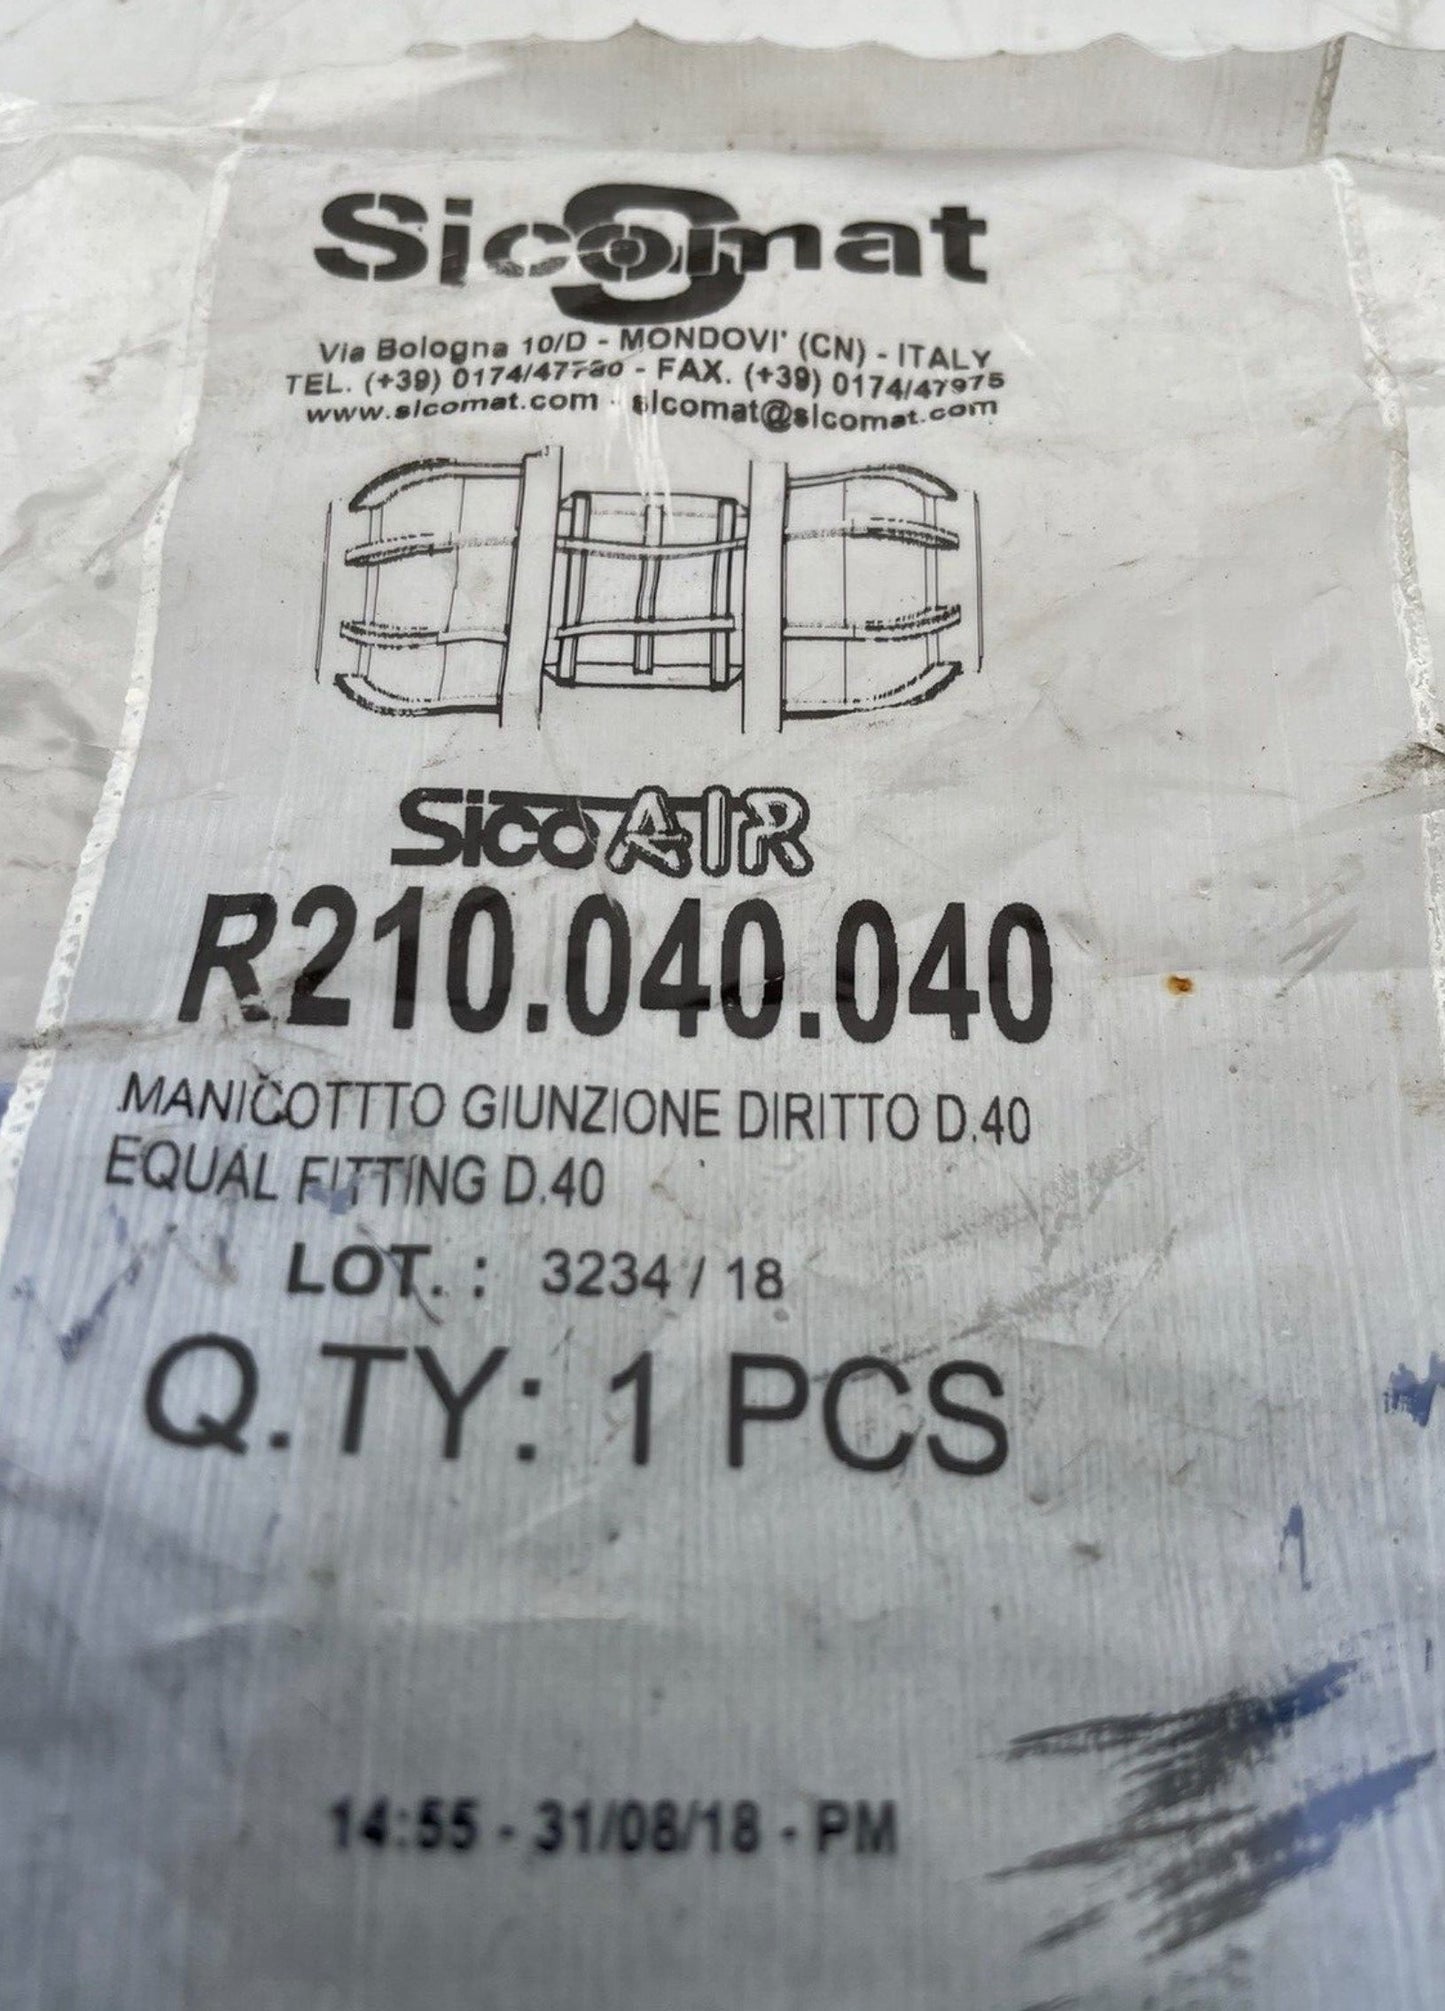 Sicomat
Via Bologna 10/D - MONDOVI' (CN) - ITALY
TEL. (+39) 0174/47780 - FAX. (+39) 0174/47975
www.sicomat.com - sicomat@sicomat.com
SicoAIR
R210.040.040
MANICOTTTO GIUNZIONE DIRITTO D.40
EQUAL FITTING D.40
LOT. : 3234 / 18
Q.TY: 1 PCS
14:55 - 31/08/18 - PM